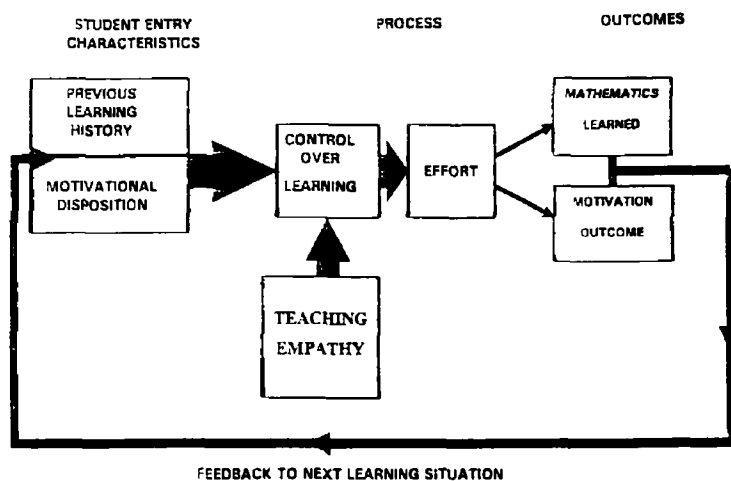 STUDENT ENTRY
CHARACTERISTICS
PROCESS
OUTCOMES
PREVIOUS
LEARNING
HISTORY
MOTIVATIONAL
DISPOSITION
CONTROL
OVER
LEARNING
EFFORT
MATHEMATICS
LEARNED
MOTIVATION
OUTCOME
TEACHING
EMPATHY
FEEDBACK TO NEXT LEARNING SITUATION